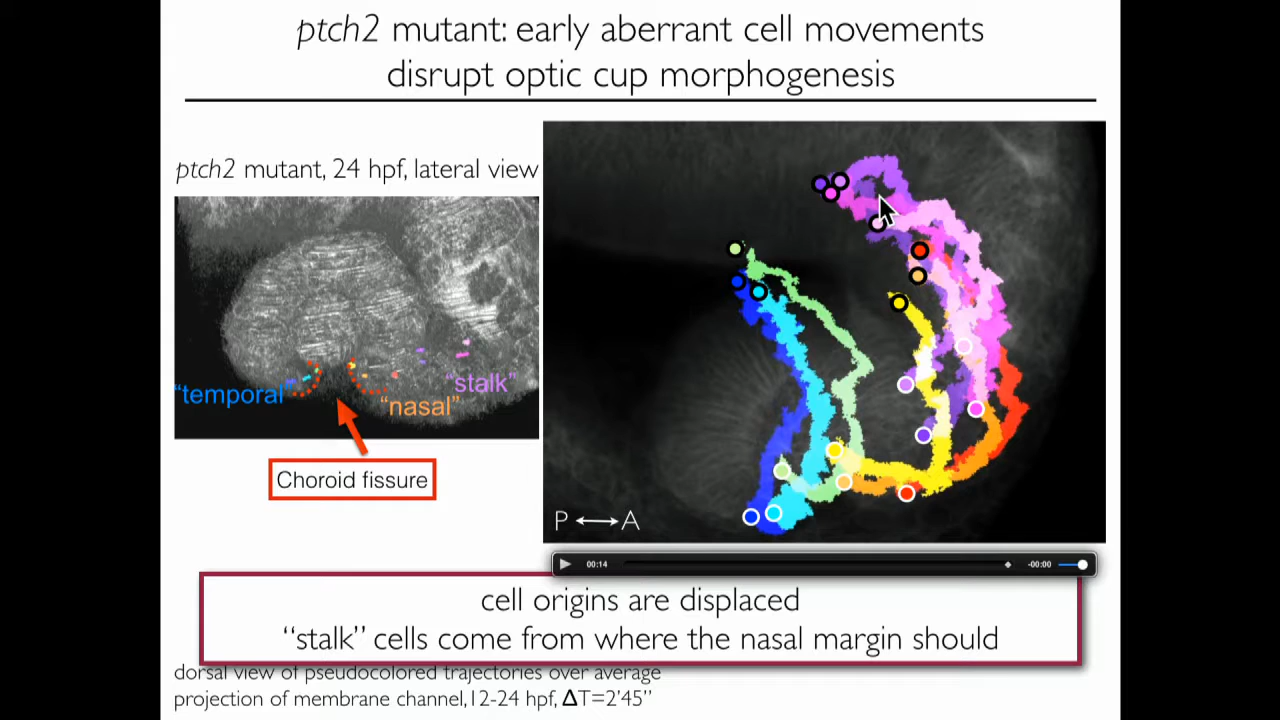 ptch2 mutant: early aberrant cell movements
disrupt optic cup morphogenesis
ptch2 mutant, 24 hpf, lateral view
"temporal"
"stalk"
"nasal"
Choroid fissure
P A
00:14
-00:00
cell origins are displaced
“stalk” cells come from where the nasal margin should
dorsal view of pseudocolored trajectories over average
projection of membrane channel,12-24 hpf, ΔT=2’45”